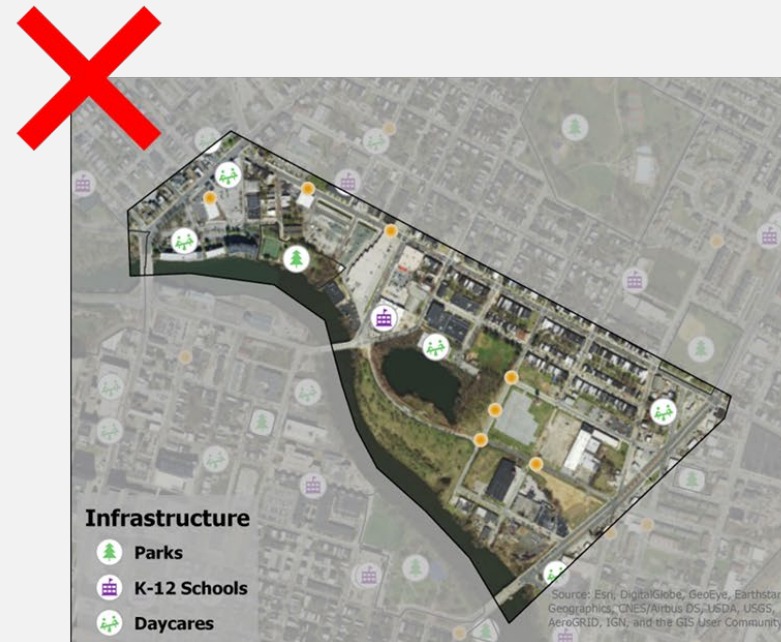 Infrastructure
Parks
K-12 Schools
Daycares
Source: Esri, DigitalGlobe, GeoEye, Earthstar
Geographics, CNES/Airbus DS, USDA, USGS,
AeroGRID, IGN, and the GIS User Community